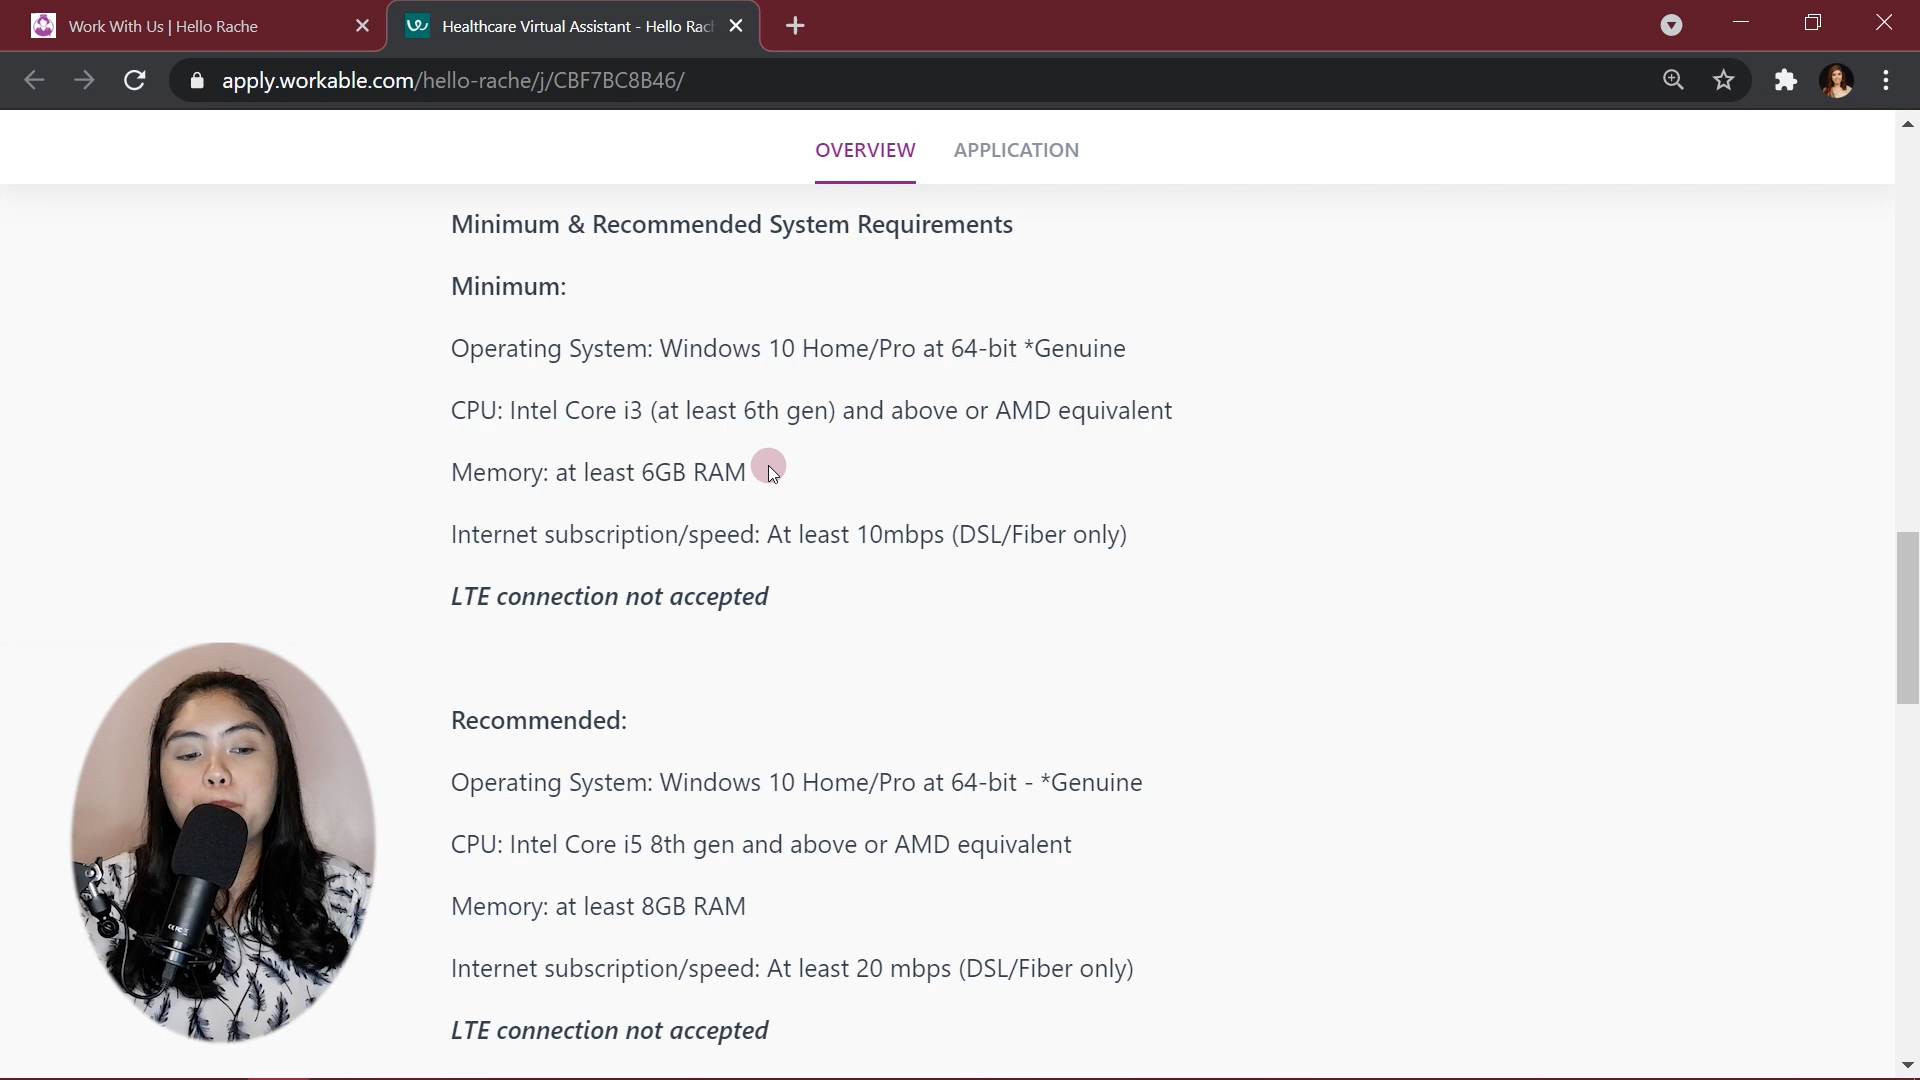 Work With Us | Hello Rache
Healthcare Virtual Assistant - Hello Rac
apply.workable.com/hello-rache/j/CBF7BC8B46/
OVERVIEW
APPLICATION
Minimum & Recommended System Requirements
Minimum:
Operating System: Windows 10 Home/Pro at 64-bit *Genuine
CPU: Intel Core i3 (at least 6th gen) and above or AMD equivalent
Memory: at least 6GB RAM
Internet subscription/speed: At least 10mbps (DSL/Fiber only)
LTE connection not accepted
Recommended:
Operating System: Windows 10 Home/Pro at 64-bit - *Genuine
CPU: Intel Core i5 8th gen and above or AMD equivalent
Memory: at least 8GB RAM
Internet subscription/speed: At least 20 mbps (DSL/Fiber only)
LTE connection not accepted